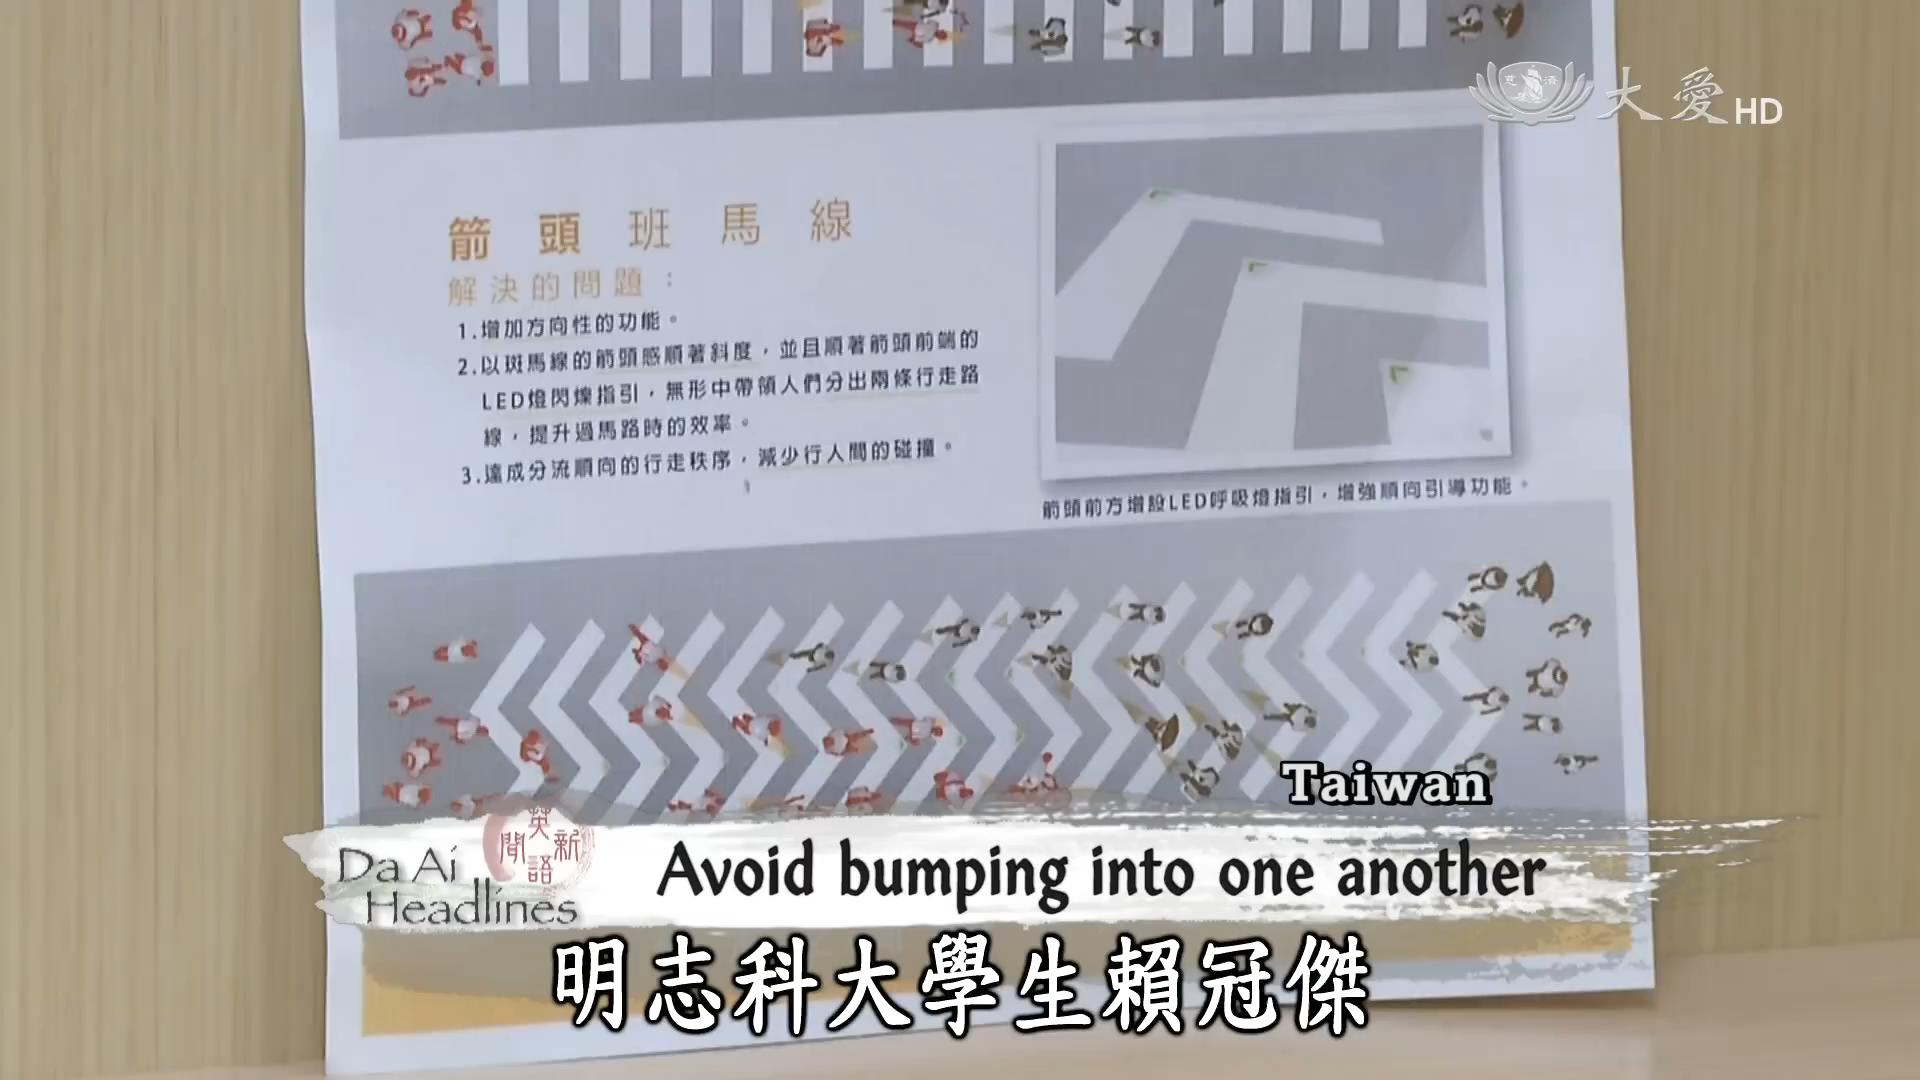 大愛HD
箭頭班馬線
解決的問題：
1.增加方向性的功能。
2.以斑馬線的箭頭感順著斜度，並且順著箭頭前端的
LED燈閃爍指引，無形中帶領人們分出兩條行走路
線，提升過馬路時的效率。
3.達成分流順向的行走秩序，減少行人間的碰撞。
箭頭前方增設LED呼吸燈指引，增強順向引導功能。
Taiwan
英語新聞
Da Ai
Headlines
Avoid bumping into one another
明志科大學生賴冠傑